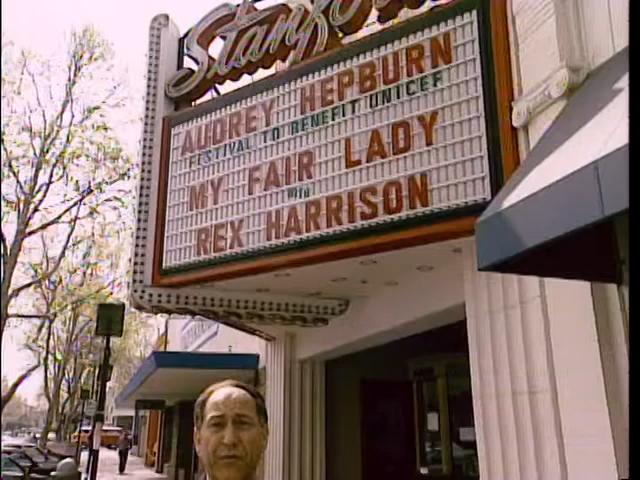 Stanford
AUDREY HEPBURN
FESTIVAL TO BENEFIT UNICEF
MY FAIR LADY
WITH
REX HARRISON